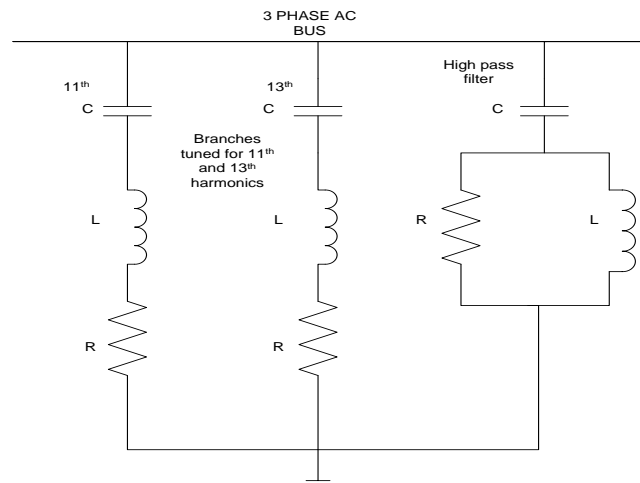 3 PHASE AC
BUS
11th
C
13th
C
High pass
filter
C
Branches
tuned for 11th
and 13th
harmonics
L
L
R
L
R
R